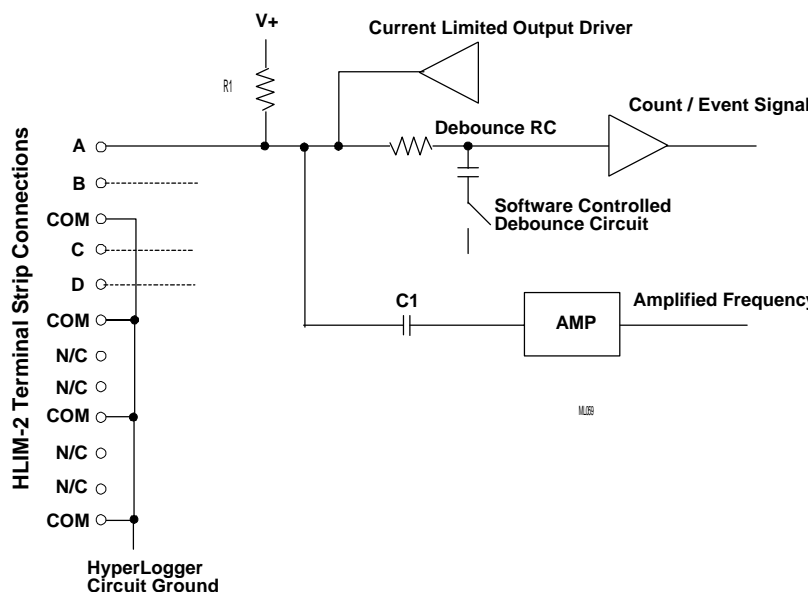 V+
Current Limited Output Driver
R1
Count / Event Signal
Debounce RC
A
B
Software Controlled
Debounce Circuit
COM
C
D
C1
Amplified Frequency
COM
AMP
N/C
N/C
COM
ML059
N/C
N/C
COM
HyperLogger
Circuit Ground
HLIM-2 Terminal Strip Connections